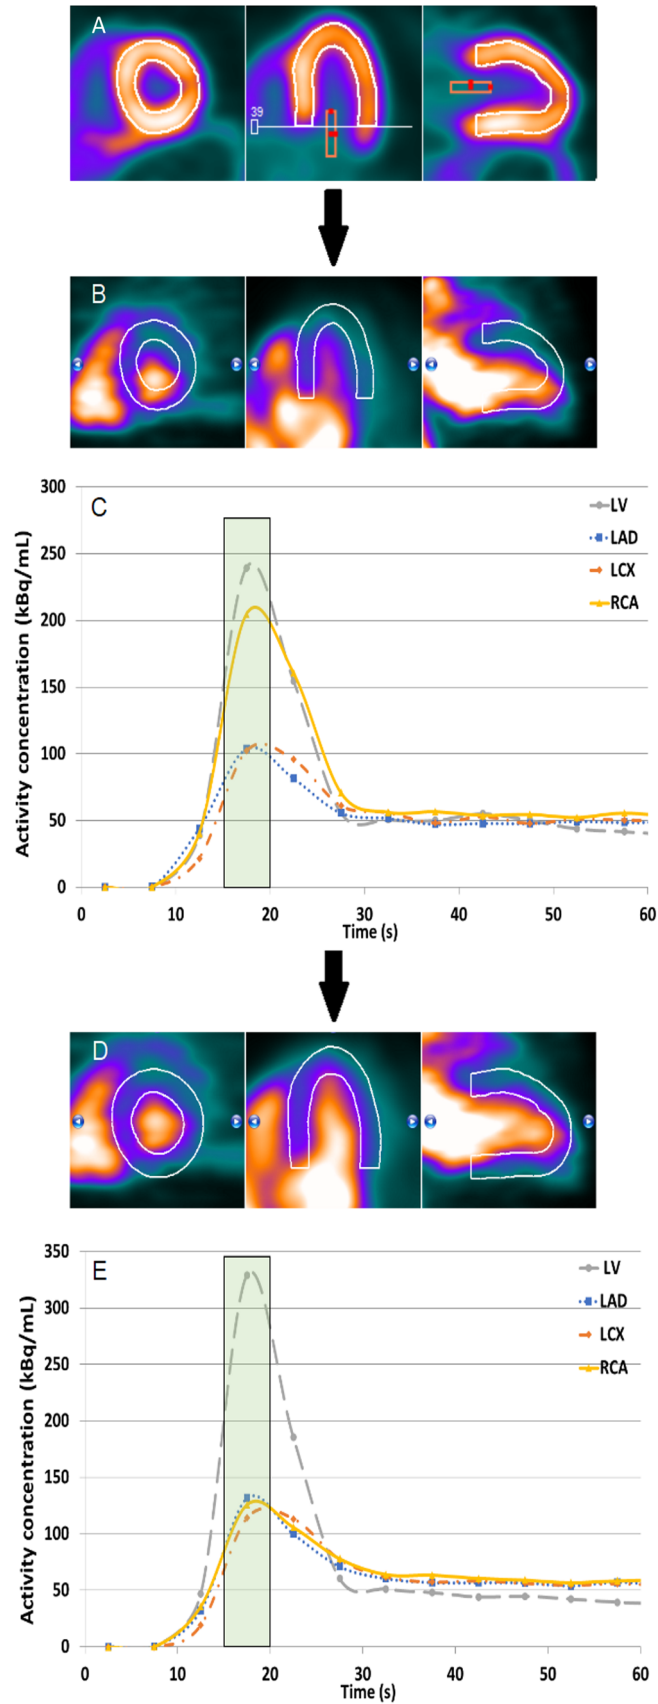 A
39
B
C
300
250
200
150
100
50
0
Activity concentration (kBq/mL)
LV
LAD
LCX
RCA
0 10 20 30 40 50 60
Time (s)
D
E
350
300
250
200
150
100
50
0
Activity concentration (kBq/mL)
LV
LAD
LCX
RCA
0 10 20 30 40 50 60
Time (s)